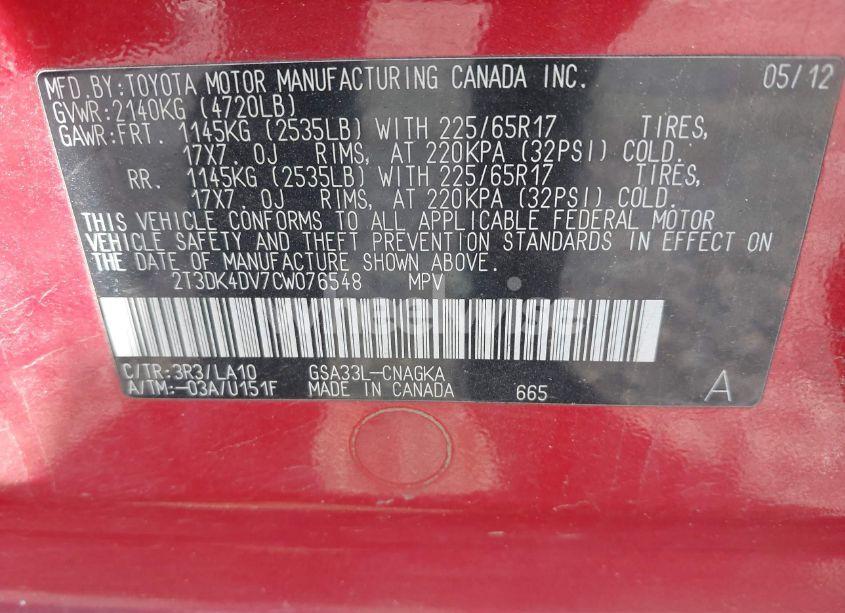 MFD. BY: TOYOTA MOTOR MANUFACTURING CANADA INC. 05/12
GVWR: 2140KG (4720LB)
GAWR: FRT. 1145KG (2535LB) WITH 225/65R17 TIRES,
17X7. OJ RIMS, AT 220KPA (32PSI) COLD.
RR. 1145KG (2535LB) WITH 225/65R17 TIRES,
17X7. OJ RIMS, AT 220KPA (32PSI) COLD.
THIS VEHICLE CONFORMS TO ALL APPLICABLE FEDERAL MOTOR
VEHICLE SAFETY AND THEFT PREVENTION STANDARDS IN EFFECT ON
THE DATE OF MANUFACTURE SHOWN ABOVE.
2T3DK4DV7CW076548 MPV
C/TR: 3R3/LA10 GSA33L-CNAGKA
A/TM: -03A/U151F MADE IN CANADA 665 A